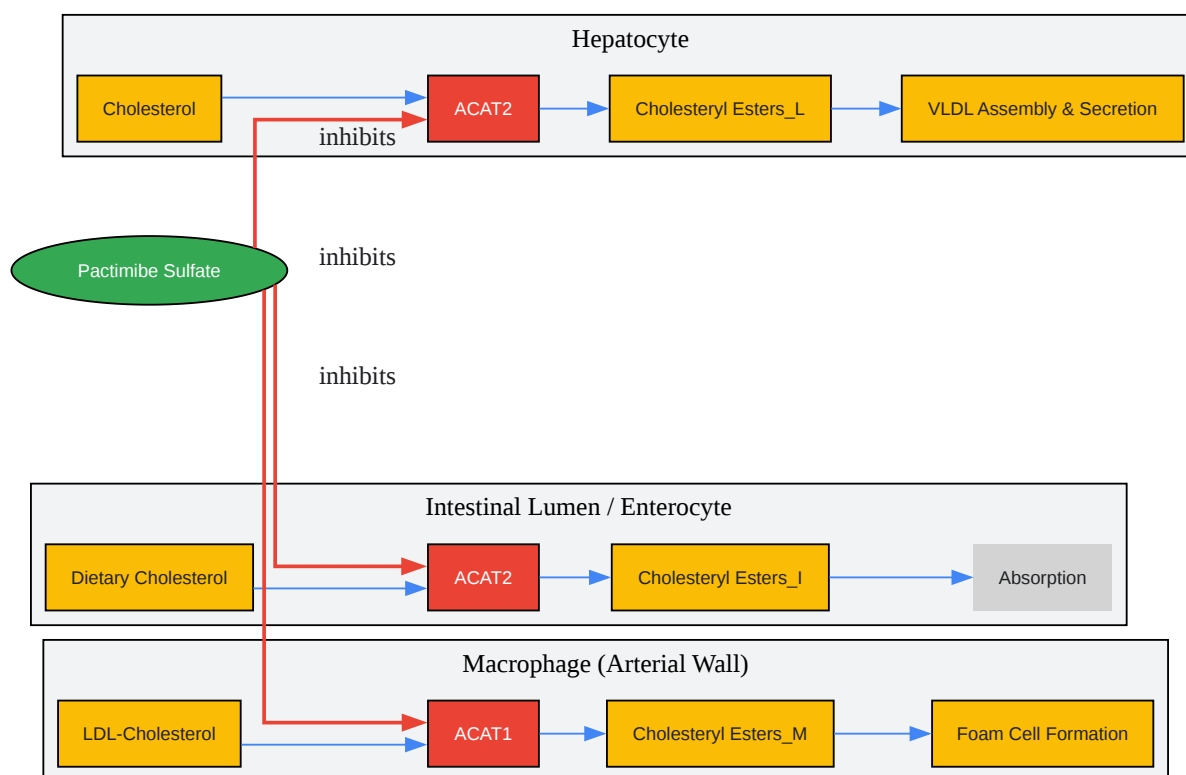 Hepatocyte
Cholesterol
ACAT2
Cholesteryl Esters_L
VLDL Assembly & Secretion
inhibits
Pactimibe Sulfate
inhibits
inhibits
Intestinal Lumen / Enterocyte
Dietary Cholesterol
ACAT2
Cholesteryl Esters_I
Absorption
Macrophage (Arterial Wall)
LDL-Cholesterol
ACAT1
Cholesteryl Esters_M
Foam Cell Formation